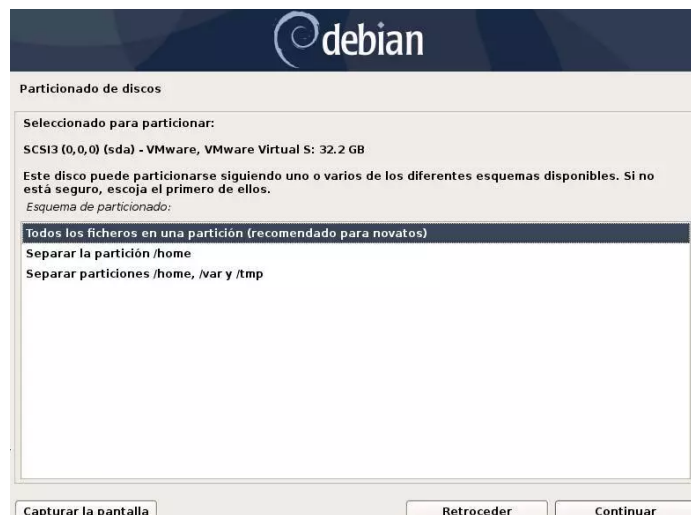 debian
Particionado de discos
Seleccionado para particionar:
SCSI3 (0,0,0) (sda) - VMware, VMware Virtual S: 32.2 GB
Este disco puede particionarse siguiendo uno o varios de los diferentes esquemas disponibles. Si no
está seguro, escoja el primero de ellos.
Esquema de particionado:
Todos los ficheros en una partición (recomendado para novatos)
Separar la partición /home
Separar particiones /home, /var y /tmp
Capturar la pantalla
Retroceder
Continuar